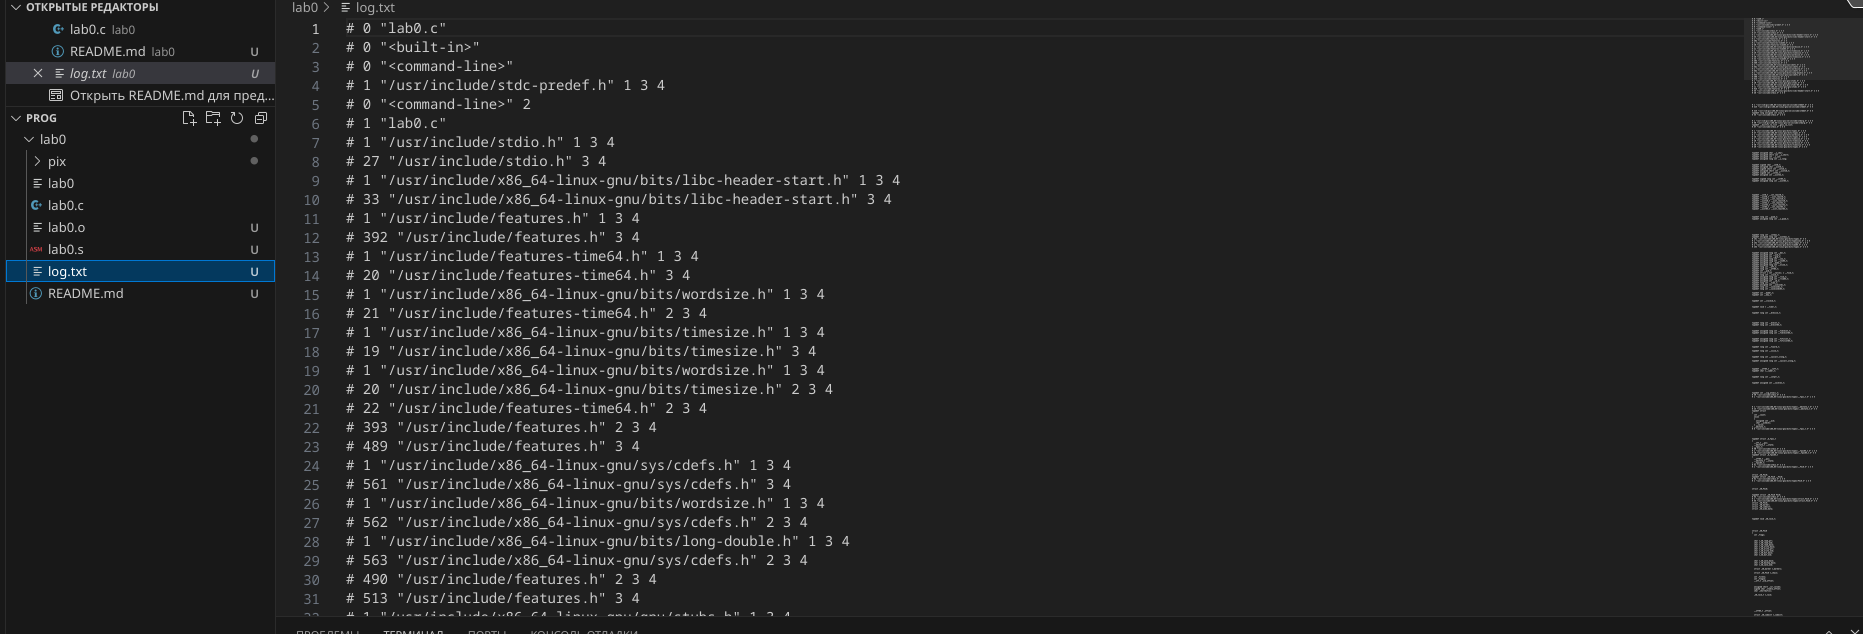 ОТКРЫТЫЕ РЕДАКТОРЫ
lab0.c lab0
README.md lab0 U
log.txt lab0 U
Открыть README.md для пред...
PROG
lab0
pix
lab0
lab0.c
lab0.o U
ASM lab0.s U
log.txt U
README.md U
lab0 > log.txt
1 # 0 "lab0.c"
2 # 0 "<built-in>"
3 # 0 "<command-line>"
4 # 1 "/usr/include/stdc-predef.h" 1 3 4
5 # 0 "<command-line>" 2
6 # 1 "lab0.c"
7 # 1 "/usr/include/stdio.h" 1 3 4
8 # 27 "/usr/include/stdio.h" 3 4
9 # 1 "/usr/include/x86_64-linux-gnu/bits/libc-header-start.h" 1 3 4
10 # 33 "/usr/include/x86_64-linux-gnu/bits/libc-header-start.h" 3 4
11 # 1 "/usr/include/features.h" 1 3 4
12 # 392 "/usr/include/features.h" 3 4
13 # 1 "/usr/include/features-time64.h" 1 3 4
14 # 20 "/usr/include/features-time64.h" 3 4
15 # 1 "/usr/include/x86_64-linux-gnu/bits/wordsize.h" 1 3 4
16 # 21 "/usr/include/features-time64.h" 2 3 4
17 # 1 "/usr/include/x86_64-linux-gnu/bits/timesize.h" 1 3 4
18 # 19 "/usr/include/x86_64-linux-gnu/bits/timesize.h" 3 4
19 # 1 "/usr/include/x86_64-linux-gnu/bits/wordsize.h" 1 3 4
20 # 20 "/usr/include/x86_64-linux-gnu/bits/timesize.h" 2 3 4
21 # 22 "/usr/include/features-time64.h" 2 3 4
22 # 393 "/usr/include/features.h" 2 3 4
23 # 489 "/usr/include/features.h" 3 4
24 # 1 "/usr/include/x86_64-linux-gnu/sys/cdefs.h" 1 3 4
25 # 561 "/usr/include/x86_64-linux-gnu/sys/cdefs.h" 3 4
26 # 1 "/usr/include/x86_64-linux-gnu/bits/wordsize.h" 1 3 4
27 # 562 "/usr/include/x86_64-linux-gnu/sys/cdefs.h" 2 3 4
28 # 1 "/usr/include/x86_64-linux-gnu/bits/long-double.h" 1 3 4
29 # 563 "/usr/include/x86_64-linux-gnu/sys/cdefs.h" 2 3 4
30 # 490 "/usr/include/features.h" 2 3 4
31 # 513 "/usr/include/features.h" 3 4
32 # 1 "/usr/include/x86_64-linux-gnu/gnu/stubs.h" 1 3 4
ПРОБЛЕМЫ ТЕРМИНАЛ ПОРТЫ КОНСОЛЬ ОТЛАДКИ